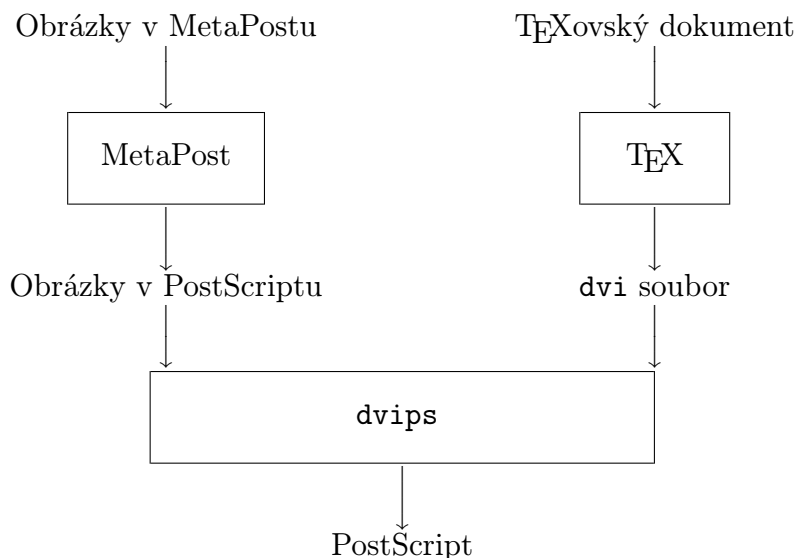 Obrázky v MetaPostu
TEXovský dokument
MetaPost
TEX
Obrázky v PostScriptu
dvi soubor
dvips
PostScript